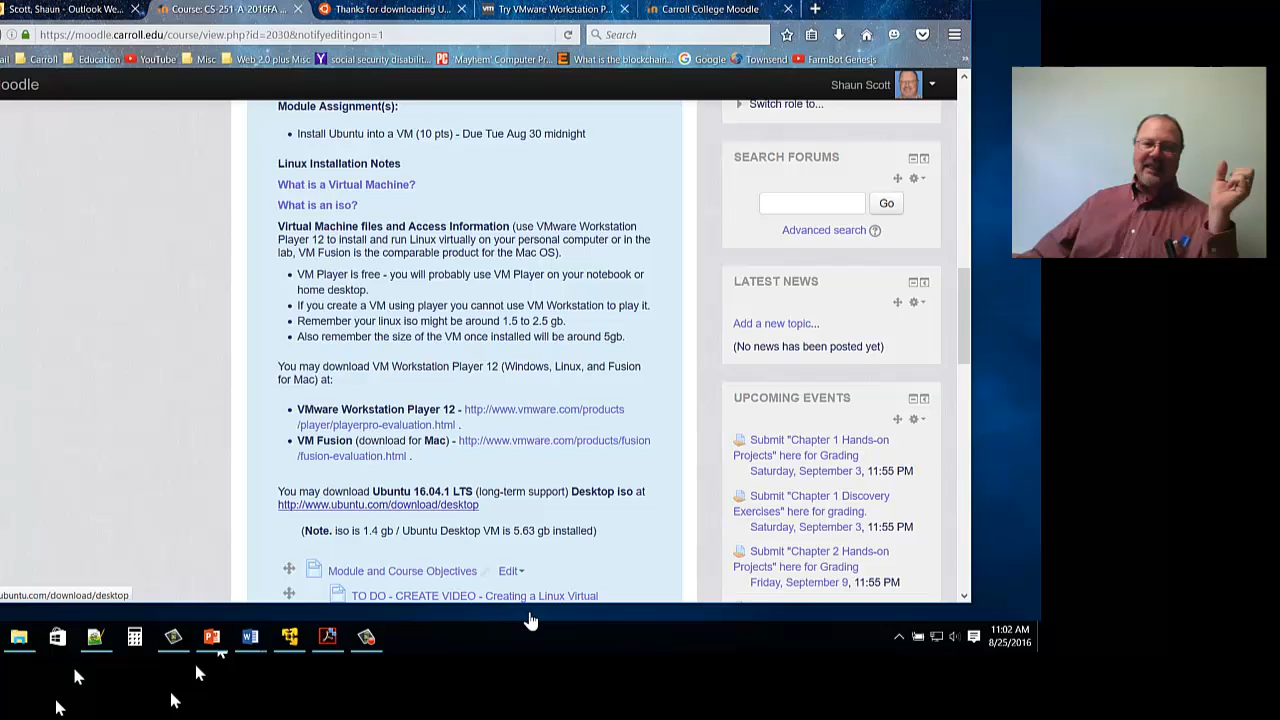 Scott, Shaun - Outlook We...
Course: CS-251-A-2016FA
Thanks for downloading U...
Try VMware Workstation P...
Carroll College Moodle
https://moodle.carroll.edu/course/view.php?id=2030&notifyeditingon=1
Search
ail
Carroll
Education
YouTube
Misc
Web 2.0 plus Misc
social security disabilit...
'Mayhem' Computer Pr...
What is the blockchain...
Google
Townsend
FarmBot Genesis
oodle
Shaun Scott
Module Assignment(s):
Install Ubuntu into a VM (10 pts) - Due Tue Aug 30 midnight
Linux Installation Notes
What is a Virtual Machine?
What is an iso?
Virtual Machine files and Access Information (use VMware Workstation
Player 12 to install and run Linux virtually on your personal computer or in the
lab, VM Fusion is the comparable product for the Mac OS).
VM Player is free - you will probably use VM Player on your notebook or
home desktop.
If you create a VM using player you cannot use VM Workstation to play it.
Remember your linux iso might be around 1.5 to 2.5 gb.
Also remember the size of the VM once installed will be around 5gb.
You may download VM Workstation Player 12 (Windows, Linux, and Fusion
for Mac) at:
VMware Workstation Player 12 - http://www.vmware.com/products
/player/playerpro-evaluation.html .
VM Fusion (download for Mac) - http://www.vmware.com/products/fusion
/fusion-evaluation.html .
You may download Ubuntu 16.04.1 LTS (long-term support) Desktop iso at
http://www.ubuntu.com/download/desktop
(Note. iso is 1.4 gb / Ubuntu Desktop VM is 5.63 gb installed)
Module and Course Objectives
Edit
TO DO - CREATE VIDEO - Creating a Linux Virtual
Switch role to...
SEARCH FORUMS
Go
Advanced search
LATEST NEWS
Add a new topic...
(No news has been posted yet)
UPCOMING EVENTS
Submit "Chapter 1 Hands-on
Projects" here for Grading
Saturday, September 3, 11:55 PM
Submit "Chapter 1 Discovery
Exercises" here for grading.
Saturday, September 3, 11:55 PM
Submit "Chapter 2 Hands-on
Projects" here for Grading
Friday, September 9, 11:55 PM
ubuntu.com/download/desktop
11:02 AM
8/25/2016